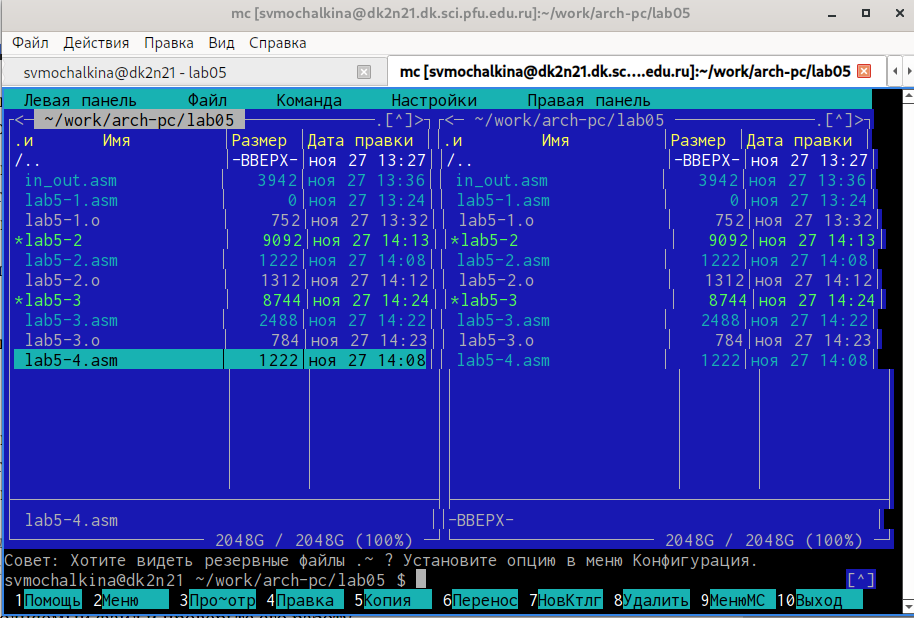 mc [svmochalkina@dk2n21.dk.sci.pfu.edu.ru]:~/work/arch-pc/lab05
Файл Действия Правка Вид Справка
svmochalkina@dk2n21 - lab05 mc [svmochalkina@dk2n21.dk.sc....edu.ru]:~/work/arch-pc/lab05
Левая панель Файл Команда Настройки Правая панель
<─ ~/work/arch-pc/lab05 .[^]> <─ ~/work/arch-pc/lab05 .[^]>
.и Имя Размер Дата правки .и Имя Размер Дата правки
/.. -ВВЕРХ- ноя 27 13:27 /.. -ВВЕРХ- ноя 27 13:27
in_out.asm 3942 ноя 27 13:36 in_out.asm 3942 ноя 27 13:36
lab5-1.asm 0 ноя 27 13:24 lab5-1.asm 0 ноя 27 13:24
lab5-1.o 752 ноя 27 13:32 lab5-1.o 752 ноя 27 13:32
*lab5-2 9092 ноя 27 14:13 *lab5-2 9092 ноя 27 14:13
lab5-2.asm 1222 ноя 27 14:08 lab5-2.asm 1222 ноя 27 14:08
lab5-2.o 1312 ноя 27 14:12 lab5-2.o 1312 ноя 27 14:12
*lab5-3 8744 ноя 27 14:24 *lab5-3 8744 ноя 27 14:24
lab5-3.asm 2488 ноя 27 14:22 lab5-3.asm 2488 ноя 27 14:22
lab5-3.o 784 ноя 27 14:23 lab5-3.o 784 ноя 27 14:23
lab5-4.asm 1222 ноя 27 14:08 lab5-4.asm 1222 ноя 27 14:08
lab5-4.asm -ВВЕРХ-
2048G / 2048G (100%) 2048G / 2048G (100%)
Совет: Хотите видеть резервные файлы .~ ? Установите опцию в меню Конфигурация.
svmochalkina@dk2n21 ~/work/arch-pc/lab05 $ [^]
1Помощь 2Меню 3Про~отр 4Правка 5Копия 6Перенос 7НовКтлг 8Удалить 9МенюMC 10Выход